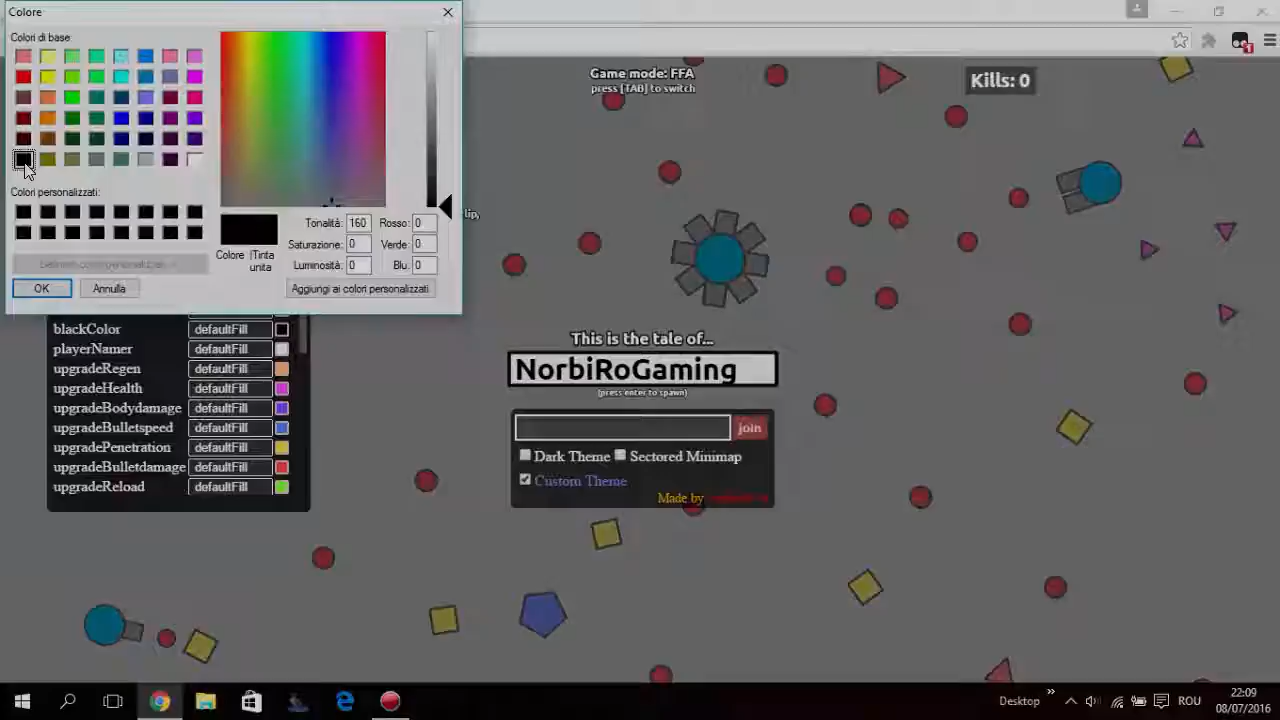 Colore
Colori di base:
Colori personalizzati:
Tonalità: 160 Rosso: 0
Saturazione: 0 Verde: 0
Colore |Tinta unita
Luminosità: 0 Blu: 0
OK
Annulla
Aggiungi ai colori personalizzati
lip,
1
Game mode: FFA
press [TAB] to switch
Kills: 0
blackColor defaultFill
playerNamer defaultFill
upgradeRegen defaultFill
upgradeHealth defaultFill
upgradeBodydamage defaultFill
upgradeBulletspeed defaultFill
upgradePenetration defaultFill
upgradeBulletdamage defaultFill
upgradeReload defaultFill
This is the tale of...
NorbiRoGaming
(press enter to spawn)
join
Dark Theme Sectored Minimap
Custom Theme
Made by
Desktop
ROU
22:09
08/07/2016